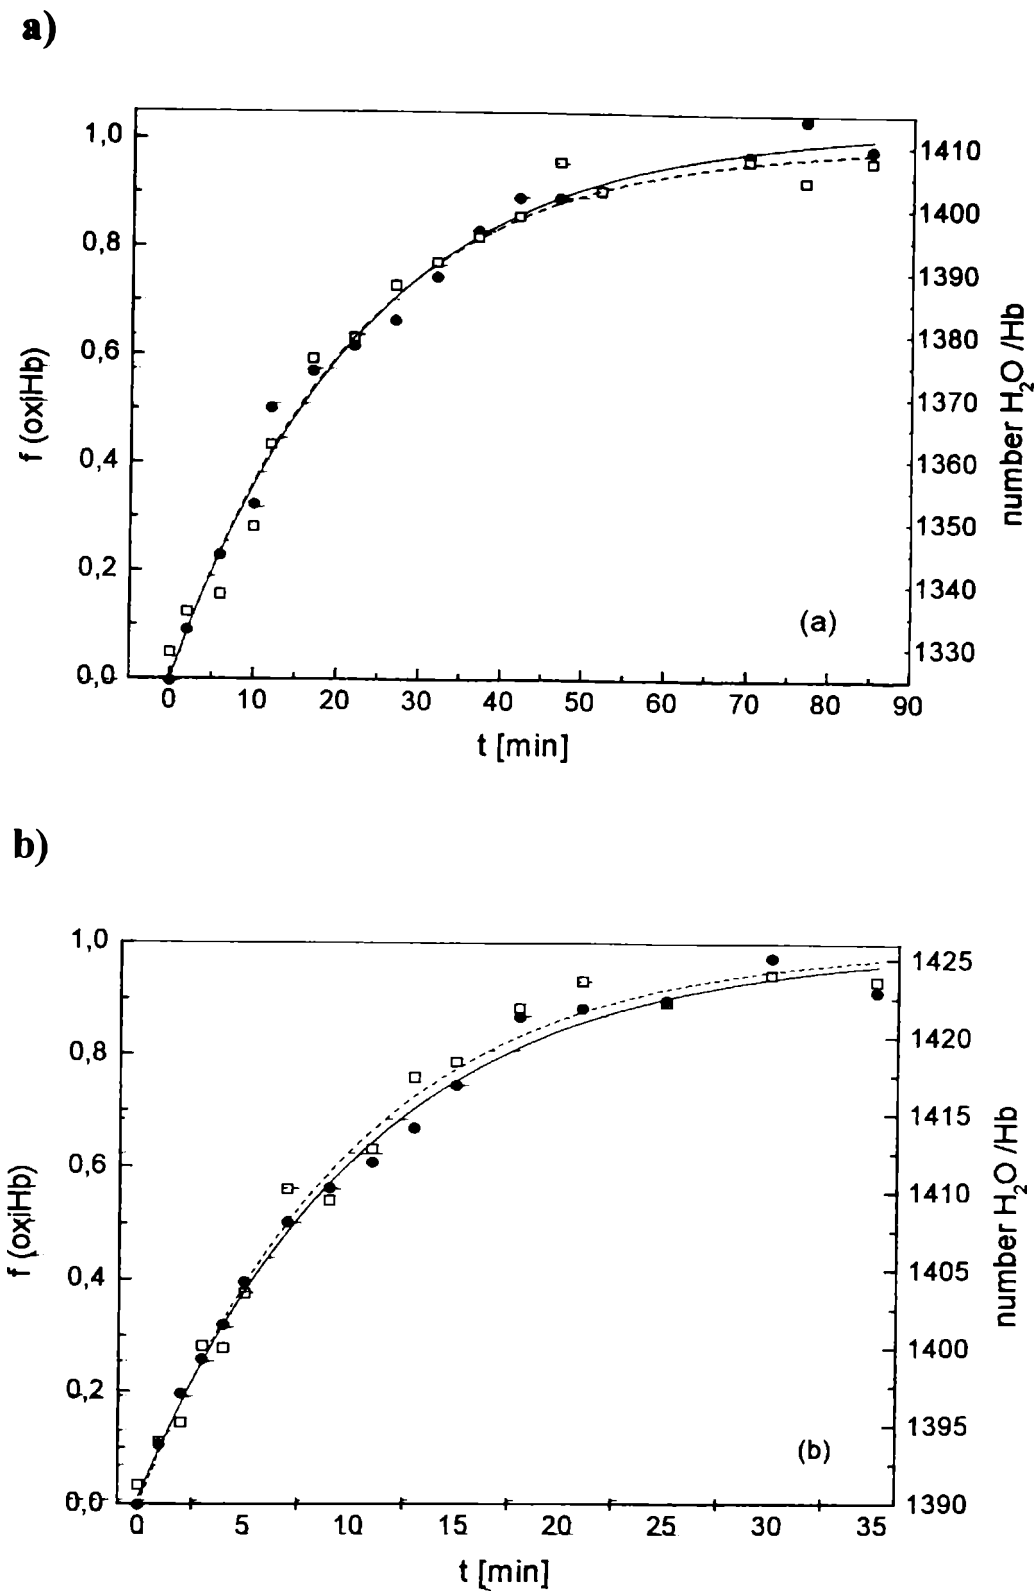 a)
1,0
0,8
0,6
0,4
0,2
0,0
f (oxiHb)
1410
1400
1390
1380
1370
1360
1350
1340
1330
number H₂O /Hb
(a)
0 10 20 30 40 50 60 70 80 90
t [min]
b)
1,0
0,8
0,6
0,4
0,2
0,0
f (oxiHb)
1425
1420
1415
1410
1405
1400
1395
1390
number H₂O /Hb
(b)
0 5 10 15 20 25 30 35
t [min]